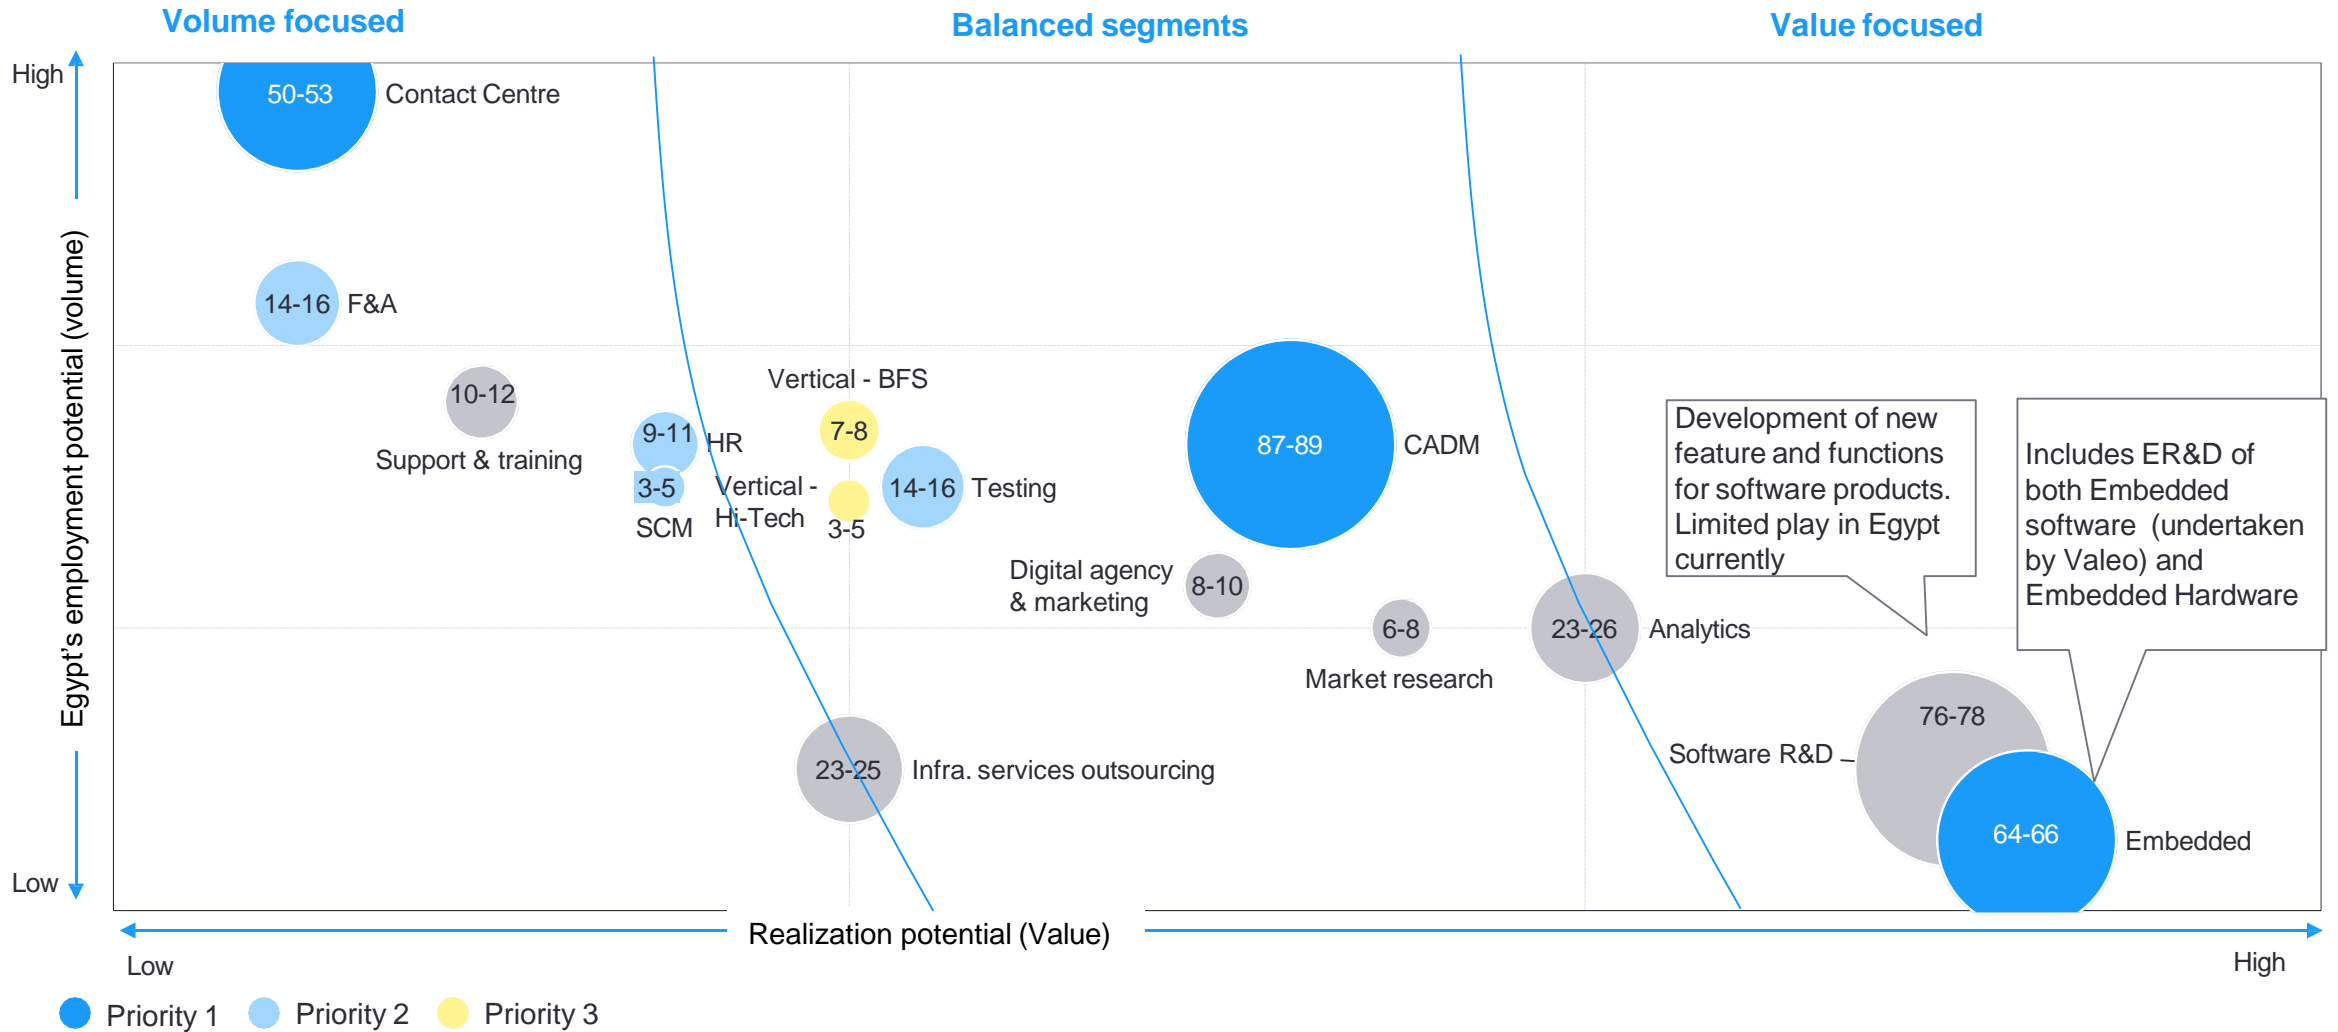 Volume focused
Balanced segments
Value focused
High
50-53
Contact Centre
14-16
F&A
10-12
Support & training
9-11
HR
3-5
SCM
Vertical - BFS
7-8
Vertical -
Hi-Tech
3-5
14-16
Testing
87-89
CADM
Digital agency
& marketing
8-10
6-8
Market research
23-26
Analytics
23-25
Infra. services outsourcing
Development of new
feature and functions
for software products.
Limited play in Egypt
currently
Includes ER&D of
both Embedded
software (undertaken
by Valeo) and
Embedded Hardware
76-78
Software R&D
64-66
Embedded
Egypt's employment potential (volume)
Low
Realization potential (Value)
Low
High
Priority 1
Priority 2
Priority 3